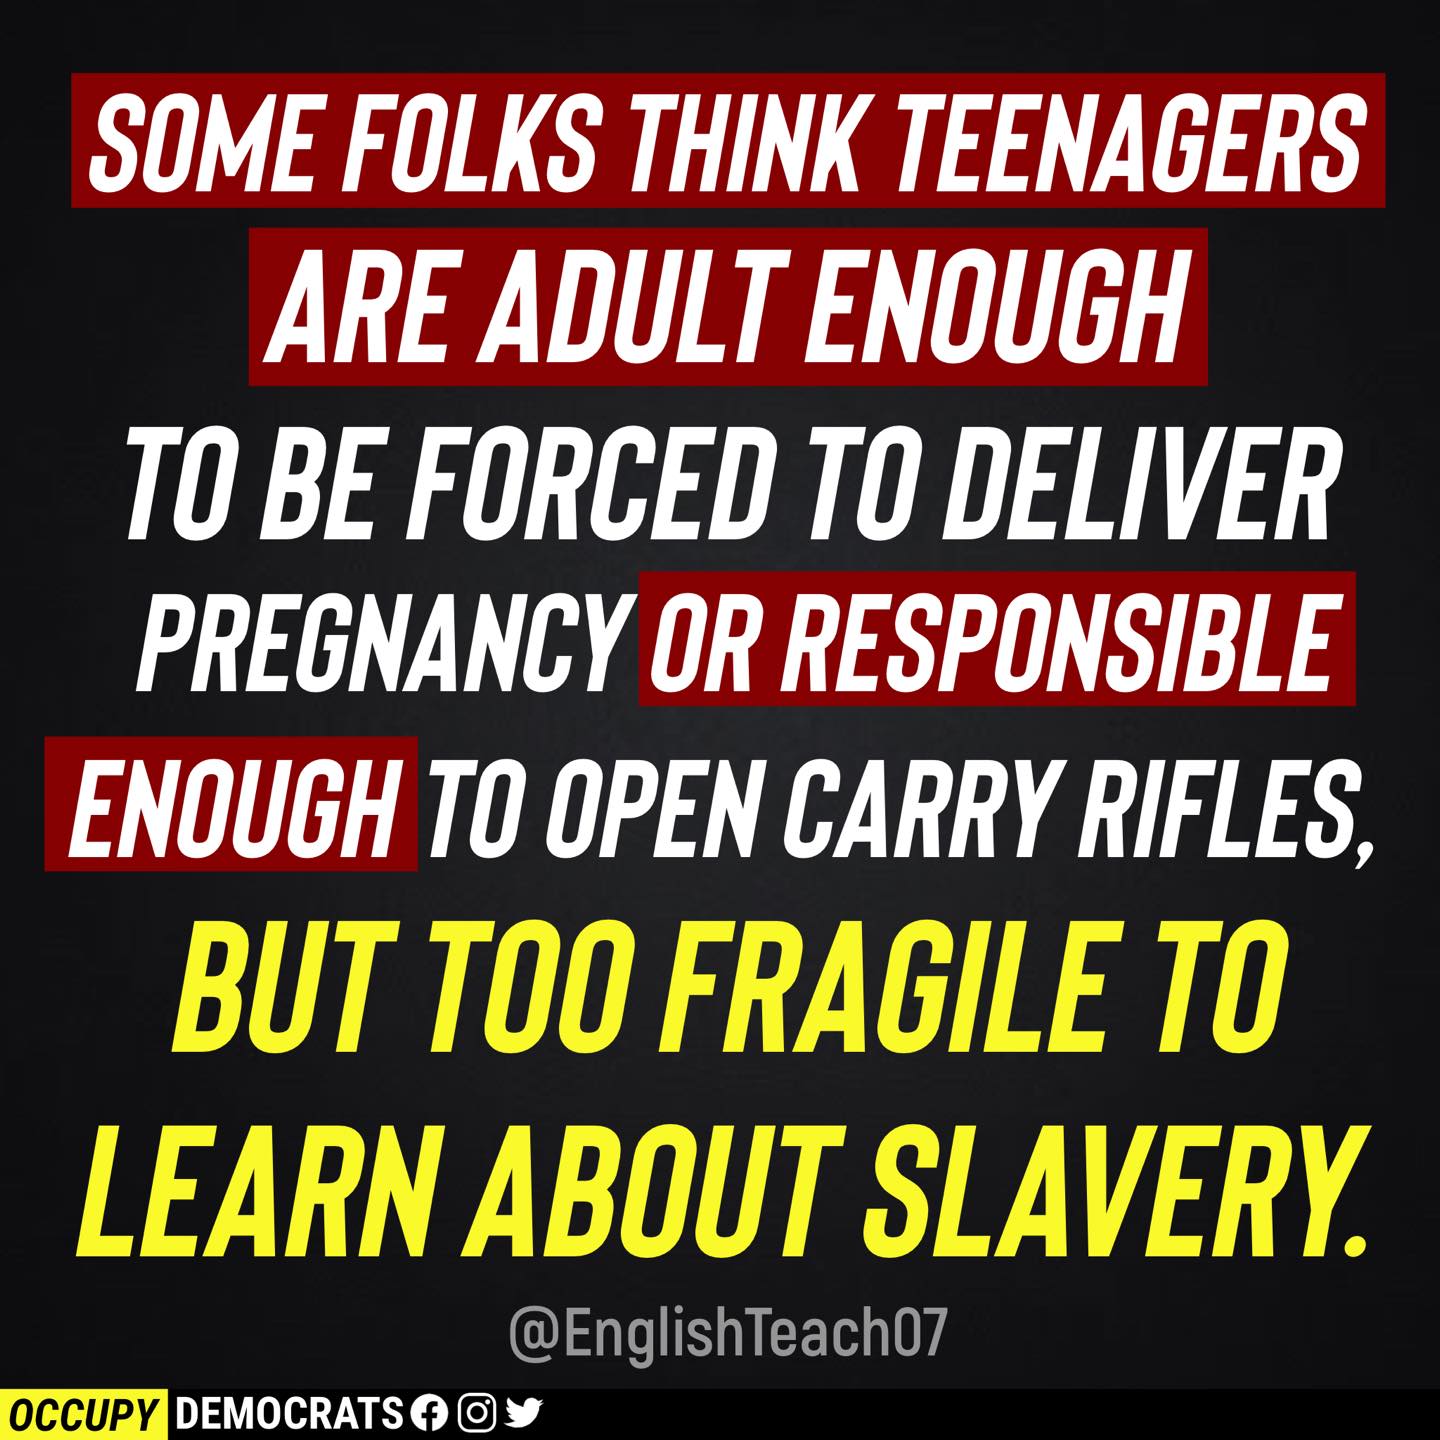 SOME FOLKS THINK TEENAGERS
ARE ADULT ENOUGH
TO BE FORCED TO DELIVER
PREGNANCY OR RESPONSIBLE
ENOUGH TO OPEN CARRY RIFLES,
BUT TOO FRAGILE TO
LEARN ABOUT SLAVERY.
@EnglishTeach07
OCCUPY DEMOCRATS